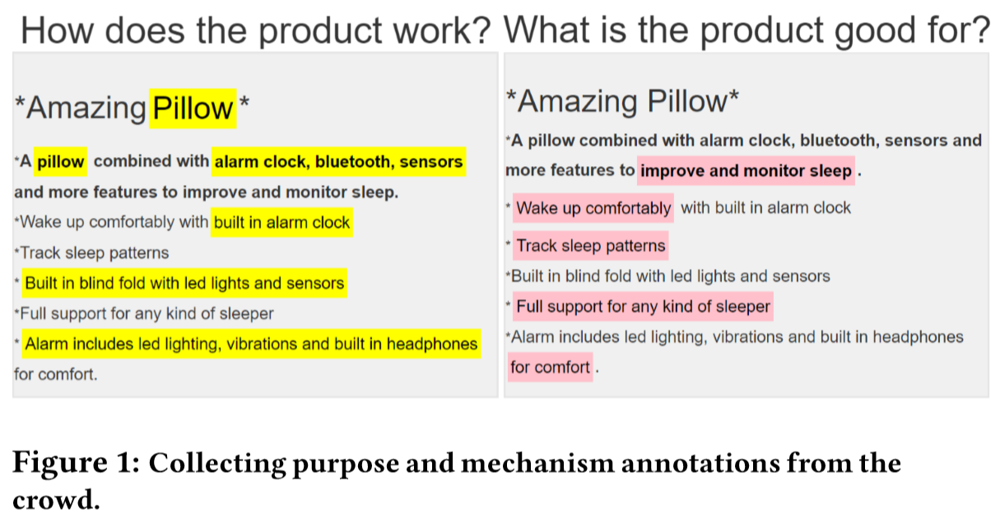 How does the product work?
*Amazing Pillow*
*A pillow combined with alarm clock, bluetooth, sensors
and more features to improve and monitor sleep.
*Wake up comfortably with built in alarm clock
*Track sleep patterns
* Built in blind fold with led lights and sensors
*Full support for any kind of sleeper
* Alarm includes led lighting, vibrations and built in headphones
for comfort.
What is the product good for?
*Amazing Pillow*
*A pillow combined with alarm clock, bluetooth, sensors and
more features to improve and monitor sleep .
* Wake up comfortably with built in alarm clock
* Track sleep patterns
*Built in blind fold with led lights and sensors
* Full support for any kind of sleeper
*Alarm includes led lighting, vibrations and built in headphones
for comfort .
Figure 1: Collecting purpose and mechanism annotations from the
crowd.